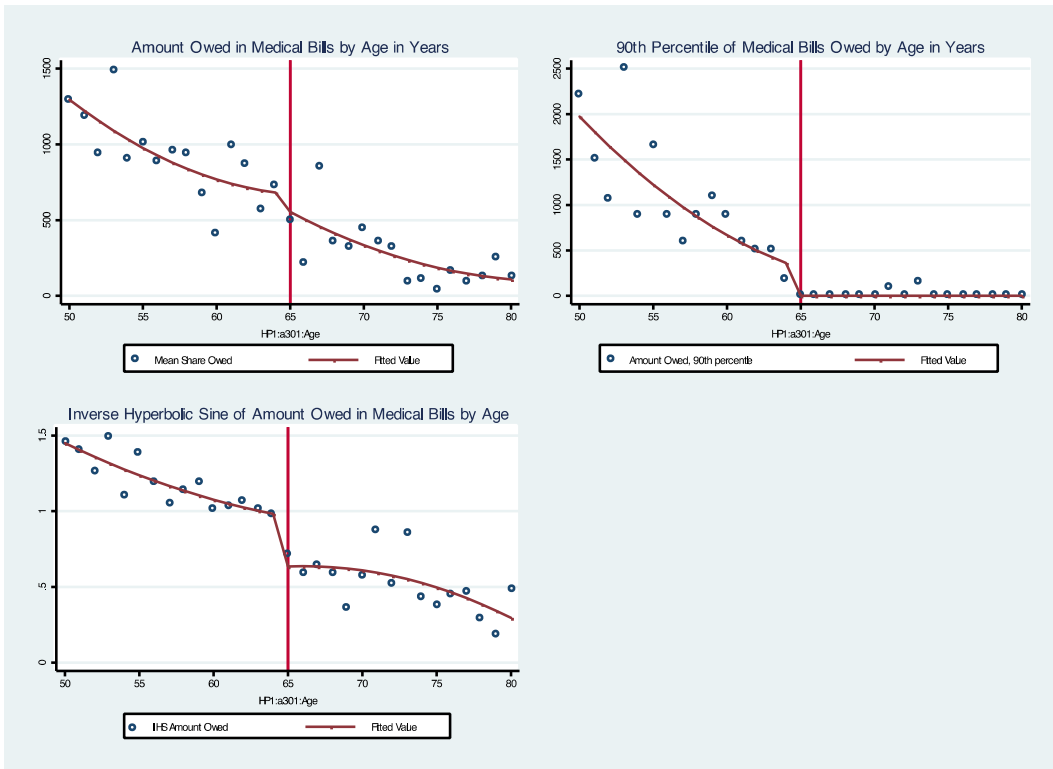 Amount Owed in Medical Bills by Age in Years
1500
1000
500
0
50 55 60 65 70 75 80
HP1:a301:Age
Mean Share Owed Fitted Value
90th Percentile of Medical Bills Owed by Age in Years
2500
2000
1500
1000
500
0
50 55 60 65 70 75 80
HP1:a301:Age
Amount Owed, 90th percentile Fitted Value
Inverse Hyperbolic Sine of Amount Owed in Medical Bills by Age
1.5
1
.5
0
50 55 60 65 70 75 80
HP1:a301:Age
IHS Amount Owed Fitted Value